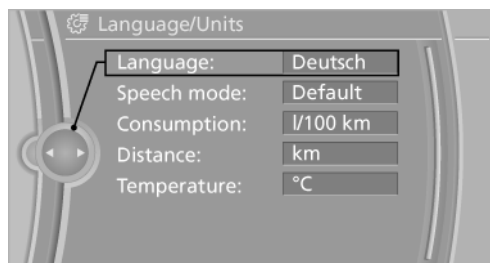 Language/Units
Language: Deutsch
Speech mode: Default
Consumption: l/100 km
Distance: km
Temperature: °C